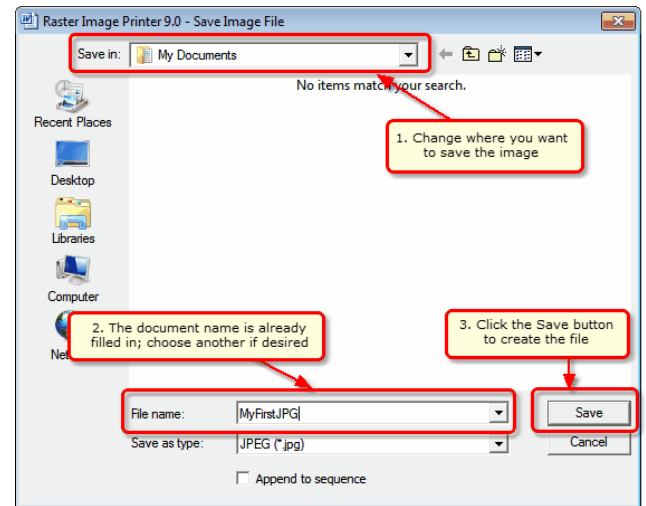 Raster Image Printer 9.0 - Save Image File
Save in:
My Documents
No items match your search.
Recent Places
1. Change where you want
to save the image
Desktop
Libraries
Computer
2. The document name is already
filled in; choose another if desired
3. Click the Save button
to create the file
File name:
MyFirstJPG
Save
Save as type:
JPEG (*.jpg)
Cancel
Append to sequence